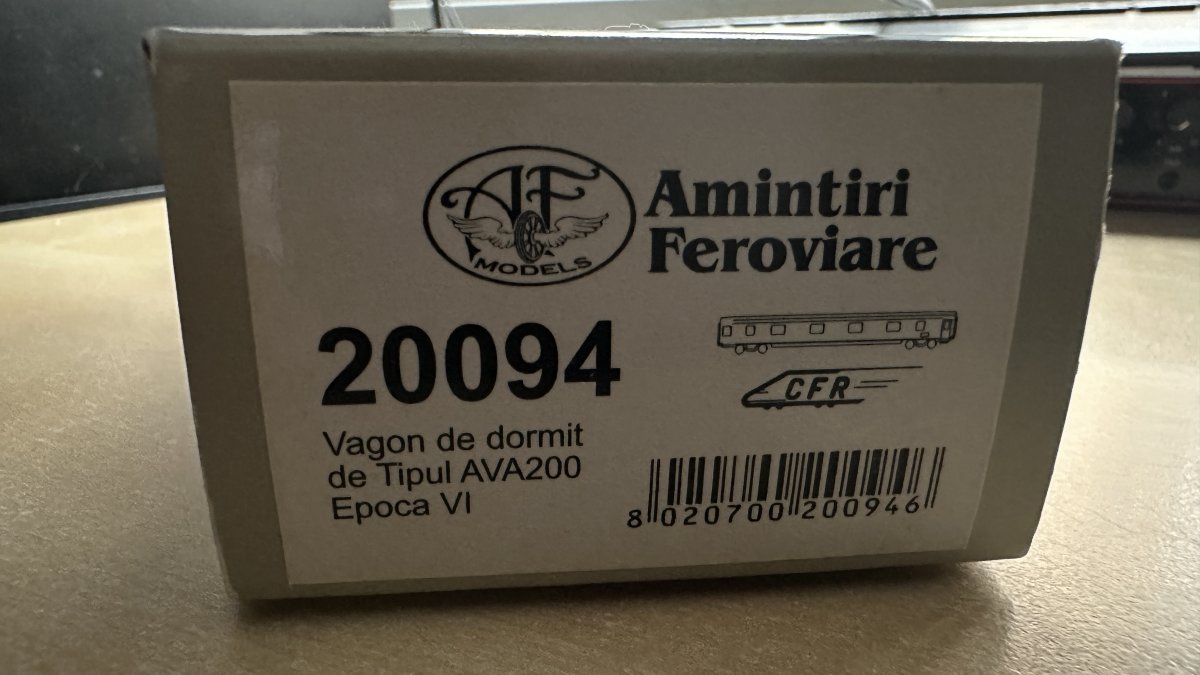 AF
MODELS
Amintiri
Feroviare
20094
CFR
Vagon de dormit
de Tipul AVA200
Epoca VI
8 020700 200946